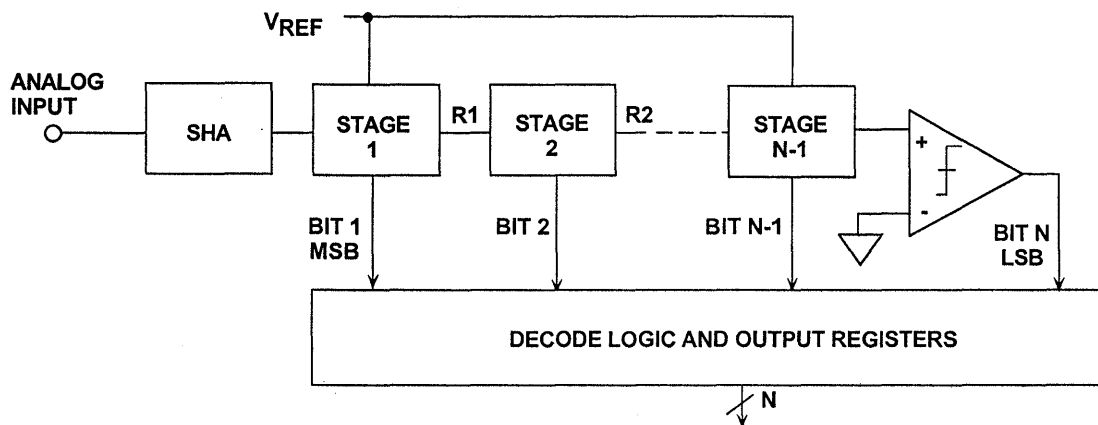 VREF
ANALOG
INPUT
SHA
STAGE
1
R1
STAGE
2
R2
STAGE
N-1
+
-
BIT 1
MSB
BIT 2
BIT N-1
BIT N
LSB
DECODE LOGIC AND OUTPUT REGISTERS
N